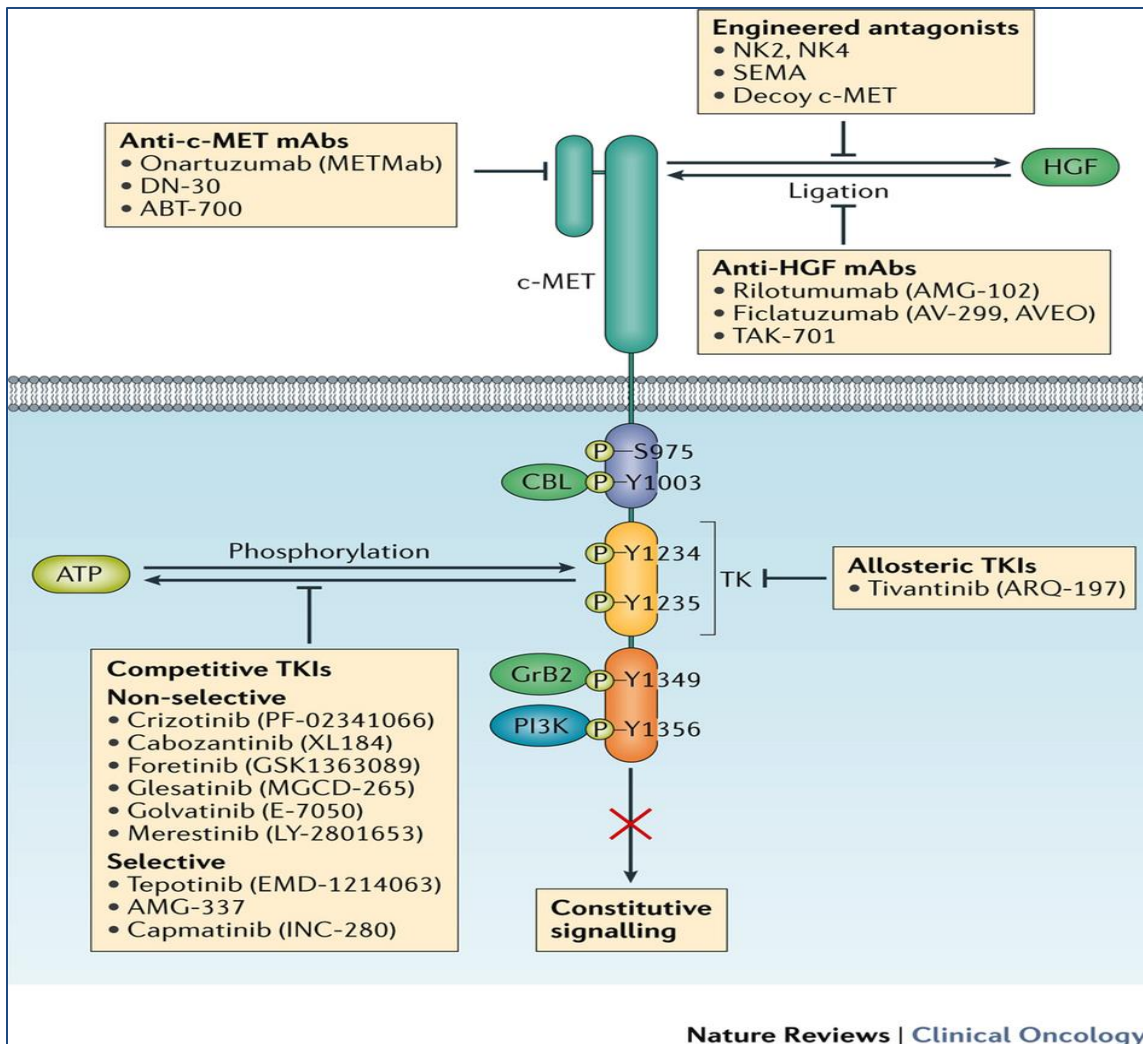 Engineered antagonists
• NK2, NK4
• SEMA
• Decoy c-MET
Anti-c-MET mAbs
• Onartuzumab (METMab)
• DN-30
• ABT-700
HGF
Ligation
c-MET
Anti-HGF mAbs
• Rilotumumab (AMG-102)
• Ficlatuzumab (AV-299, AVEO)
• TAK-701
P S975
CBL P Y1003
Phosphorylation
ATP
P Y1234
P Y1235
TK
Allosteric TKIs
• Tivantinib (ARQ-197)
Competitive TKIs
Non-selective
• Crizotinib (PF-02341066)
• Cabozantinib (XL184)
• Foretinib (GSK1363089)
• Glesatinib (MGCD-265)
• Golvatinib (E-7050)
• Merestinib (LY-2801653)
Selective
• Tepotinib (EMD-1214063)
• AMG-337
• Capmatinib (INC-280)
GrB2 P Y1349
PI3K P Y1356
Constitutive
signalling
Nature Reviews | Clinical Oncology